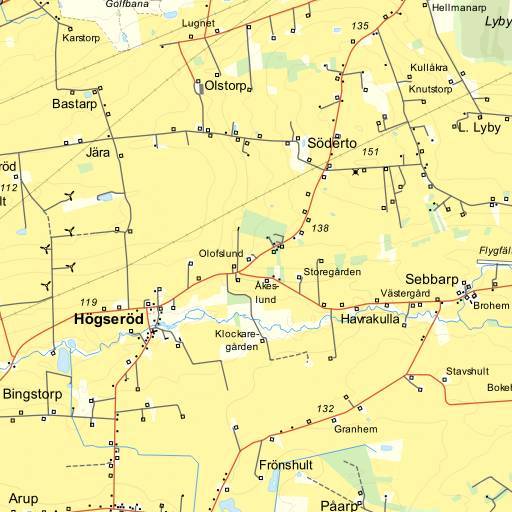 Golfbana
Hellmanarp
Lugnet
135
Lyby
Karstorp
Kullåkra
Olstorp
Knutstorp
Bastarp
L. Lyby
Söderto
Jära
151
röd
112
lt
138
Olofslund
Flygfäl
Storegården
Sebbarp
Åkes-
lund
Västergård
119
Brohem
Högseröd
Havrakulla
Klockare-
gården
Stavshult
Bingstorp
Bokeh
132
Granhem
Frönshult
Arup
Påarp